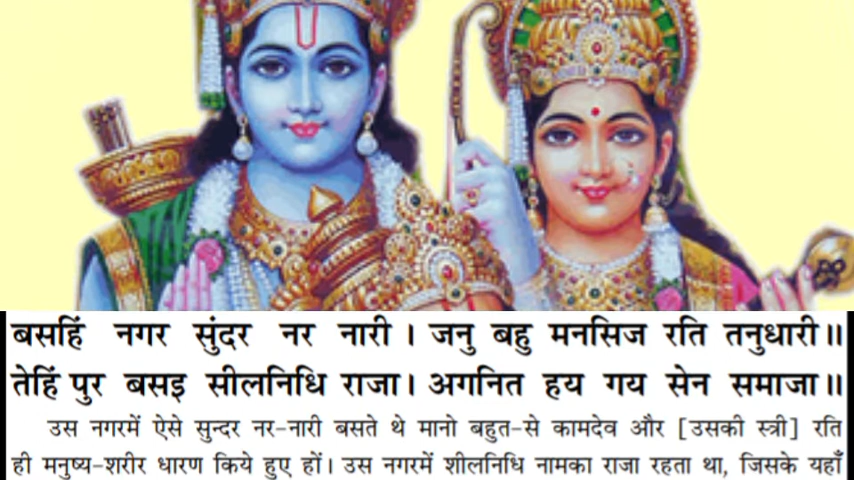 बसहिं नगर सुंदर नर नारी। जनु बहु मनसिज रति तनुधारी॥
तेहिं पुर बसइ सीलनिधि राजा। अगनित हय गय सेन समाजा॥
उस नगरमें ऐसे सुन्दर नर-नारी बसते थे मानो बहुत-से कामदेव और [उसकी स्त्री] रति
ही मनुष्य-शरीर धारण किये हुए हों। उस नगरमें शीलनिधि नामका राजा रहता था, जिसके यहाँ